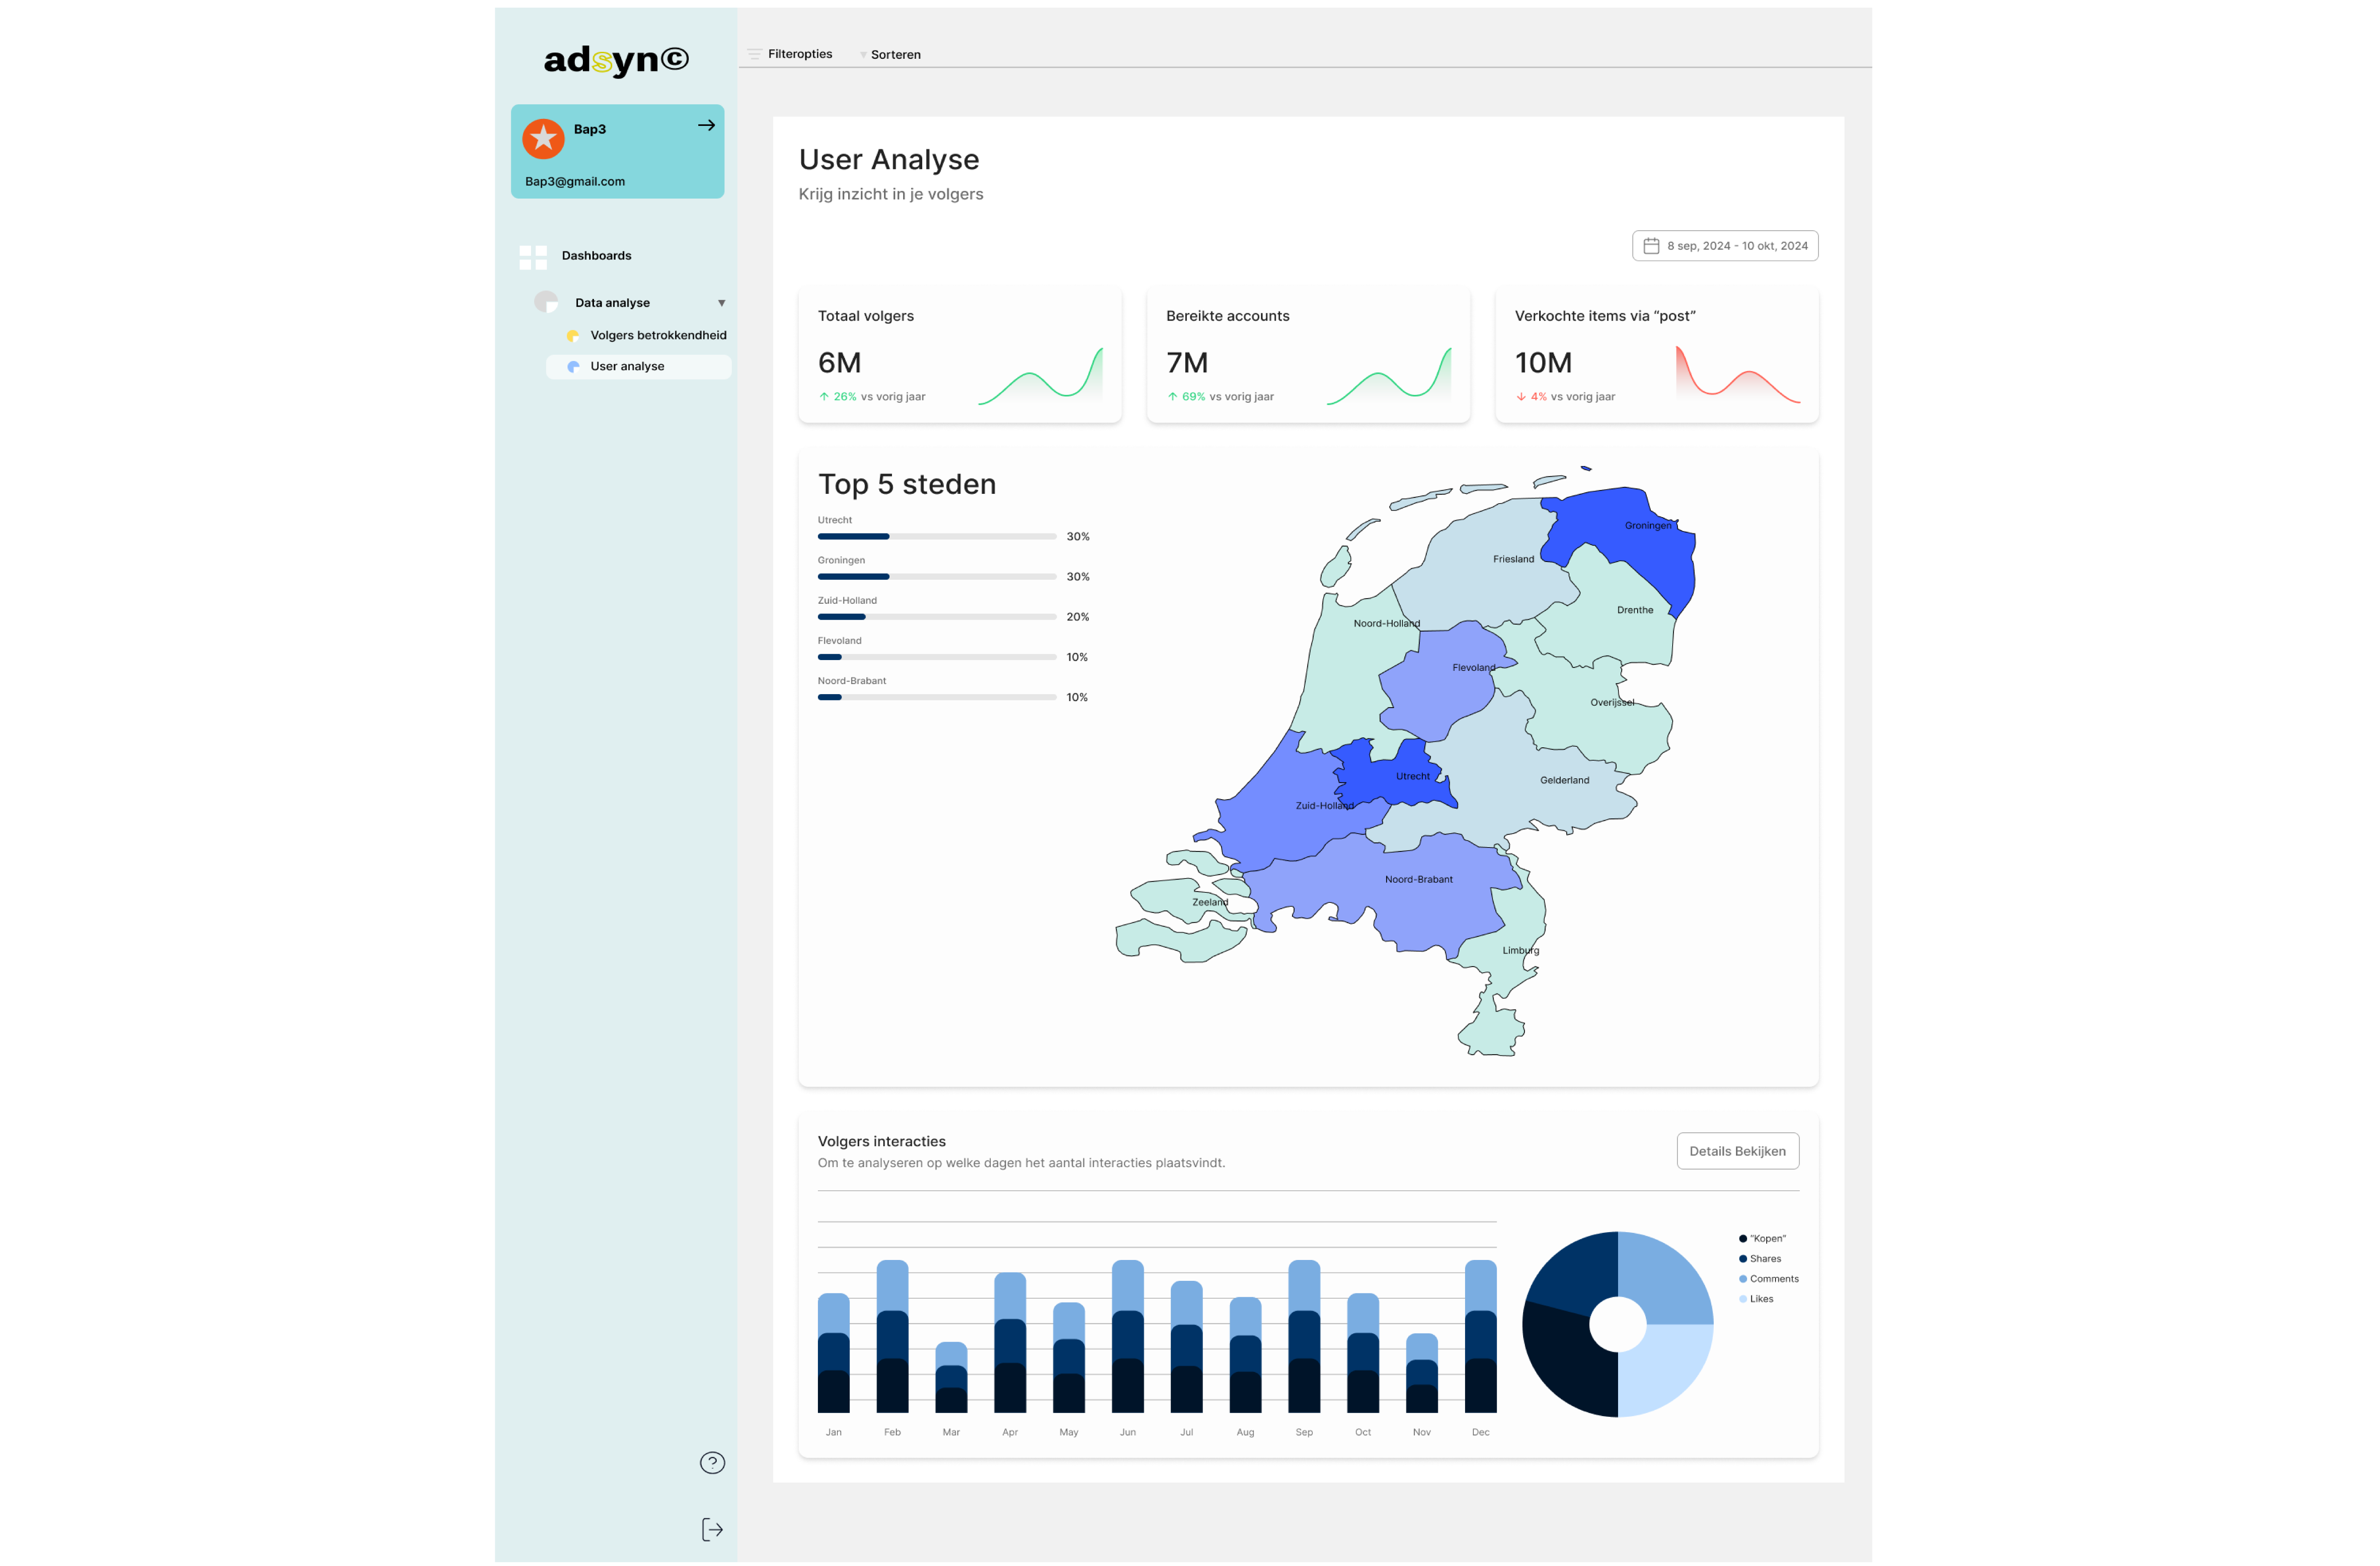 adsyn©
Bap3
Bap3@gmail.com
Dashboards
Data analyse
Volgers betrokkendheid
User analyse
Filteropties
Sorteren
User Analyse
Krijg inzicht in je volgers
8 sep, 2024 - 10 okt, 2024
Totaal volgers
6M
26% vs vorig jaar
Bereikte accounts
7M
69% vs vorig jaar
Verkochte items via “post”
10M
4% vs vorig jaar
Top 5 steden
Utrecht
30%
Groningen
30%
Zuid-Holland
20%
Flevoland
10%
Noord-Brabant
10%
Groningen
Friesland
Drenthe
Noord-Holland
Flevoland
Overijssel
Utrecht
Gelderland
Zuid-Holland
Noord-Brabant
Zeeland
Limburg
Volgers interacties
Om te analyseren op welke dagen het aantal interacties plaatsvindt.
Details Bekijken
Jan Feb Mar Apr May Jun Jul Aug Sep Oct Nov Dec
"Kopen"
Shares
Comments
Likes
?